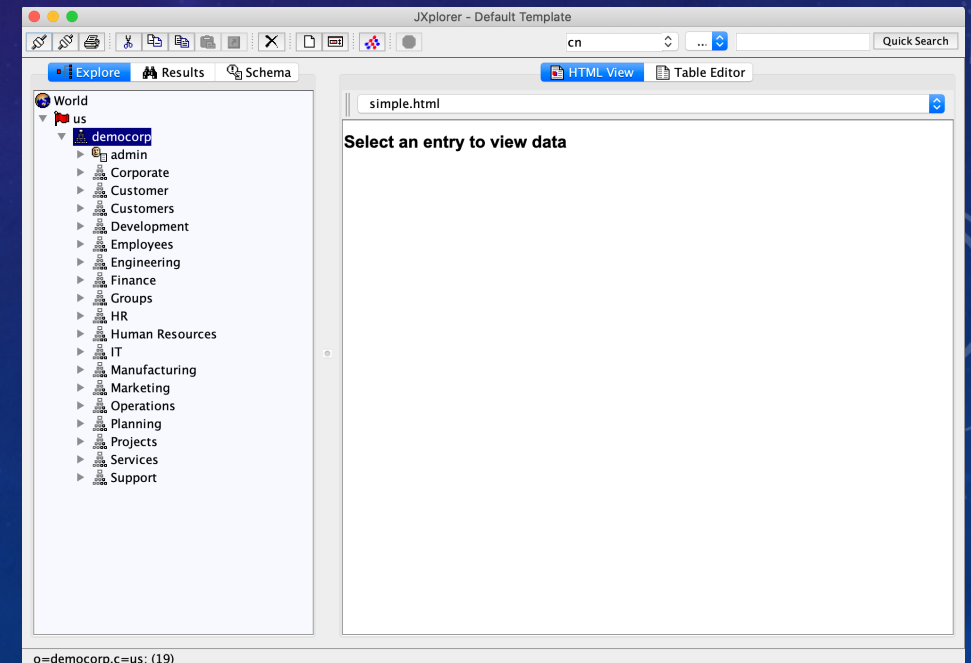 JXplorer - Default Template
cn
...
Quick Search
Explore
Results
Schema
HTML View
Table Editor
World
us
democorp
admin
Corporate
Customer
Customers
Development
Employees
Engineering
Finance
Groups
HR
Human Resources
IT
Manufacturing
Marketing
Operations
Planning
Projects
Services
Support
simple.html
Select an entry to view data
o=democorp,c=us: (19)